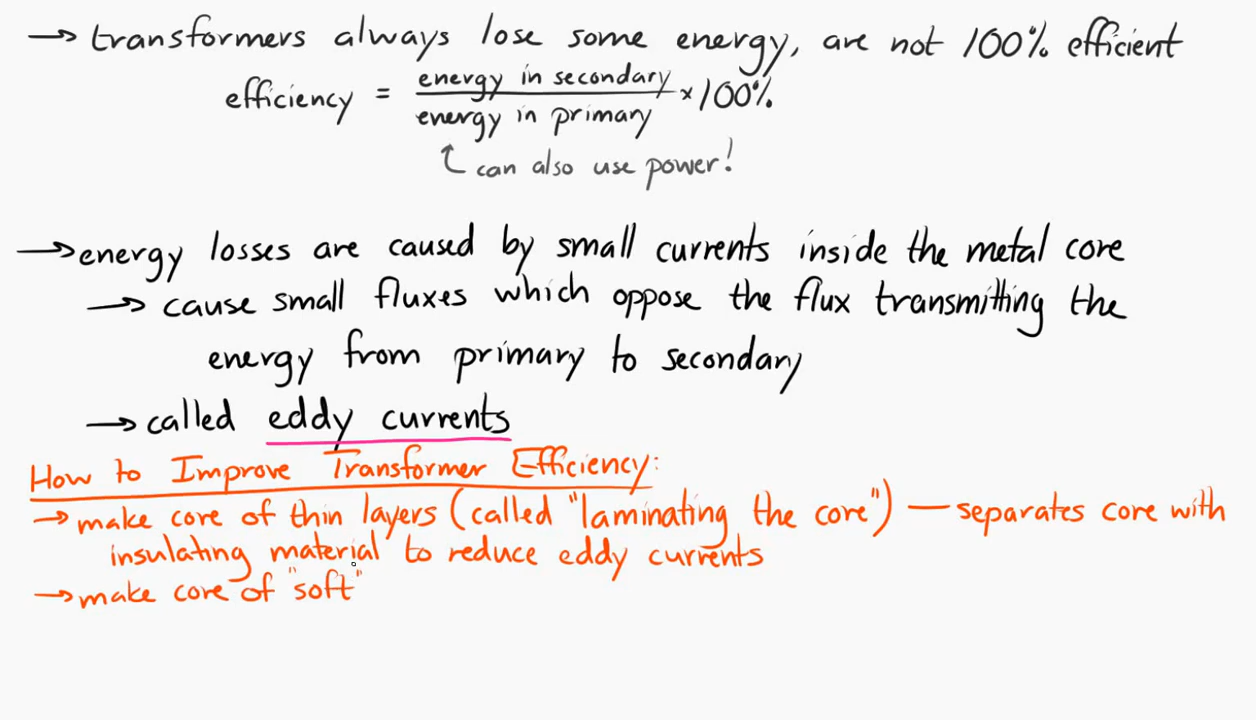 → transformers always lose some energy, are not 100% efficient
efficiency = energy in secondary / energy in primary × 100%
can also use power!
→ energy losses are caused by small currents inside the metal core
→ cause small fluxes which oppose the flux transmitting the
energy from primary to secondary
→ called eddy currents
How to Improve Transformer Efficiency:
→ make core of thin layers (called "laminating the core") — separates core with
insulating material to reduce eddy currents
→ make core of "soft"